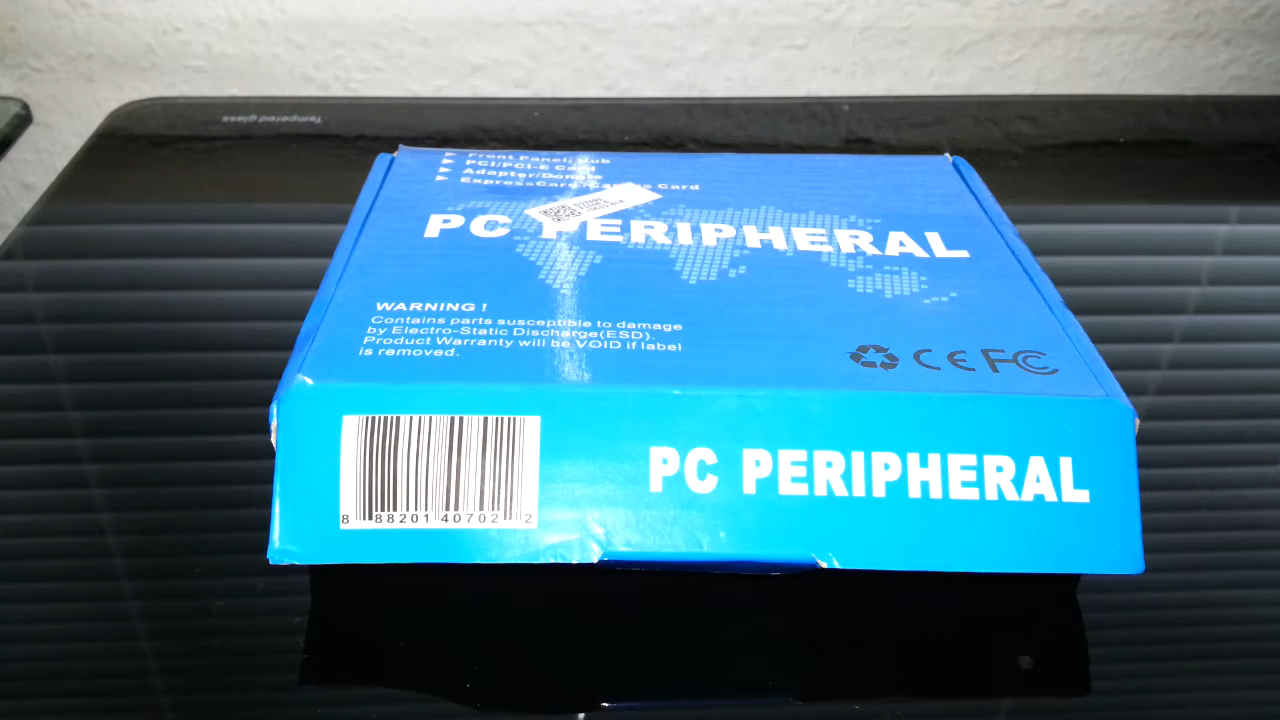 Tempered glass
Front Panel, Hub
PCI/PCI-E Card
Adapter/Dongle
ExpressCard/ Card
PC PERIPHERAL
WARNING !
Contains parts susceptible to damage
by Electro-Static Discharge(ESD).
Product Warranty will be VOID if label
is removed.
CE FC
PC PERIPHERAL
8 88201 40702 2